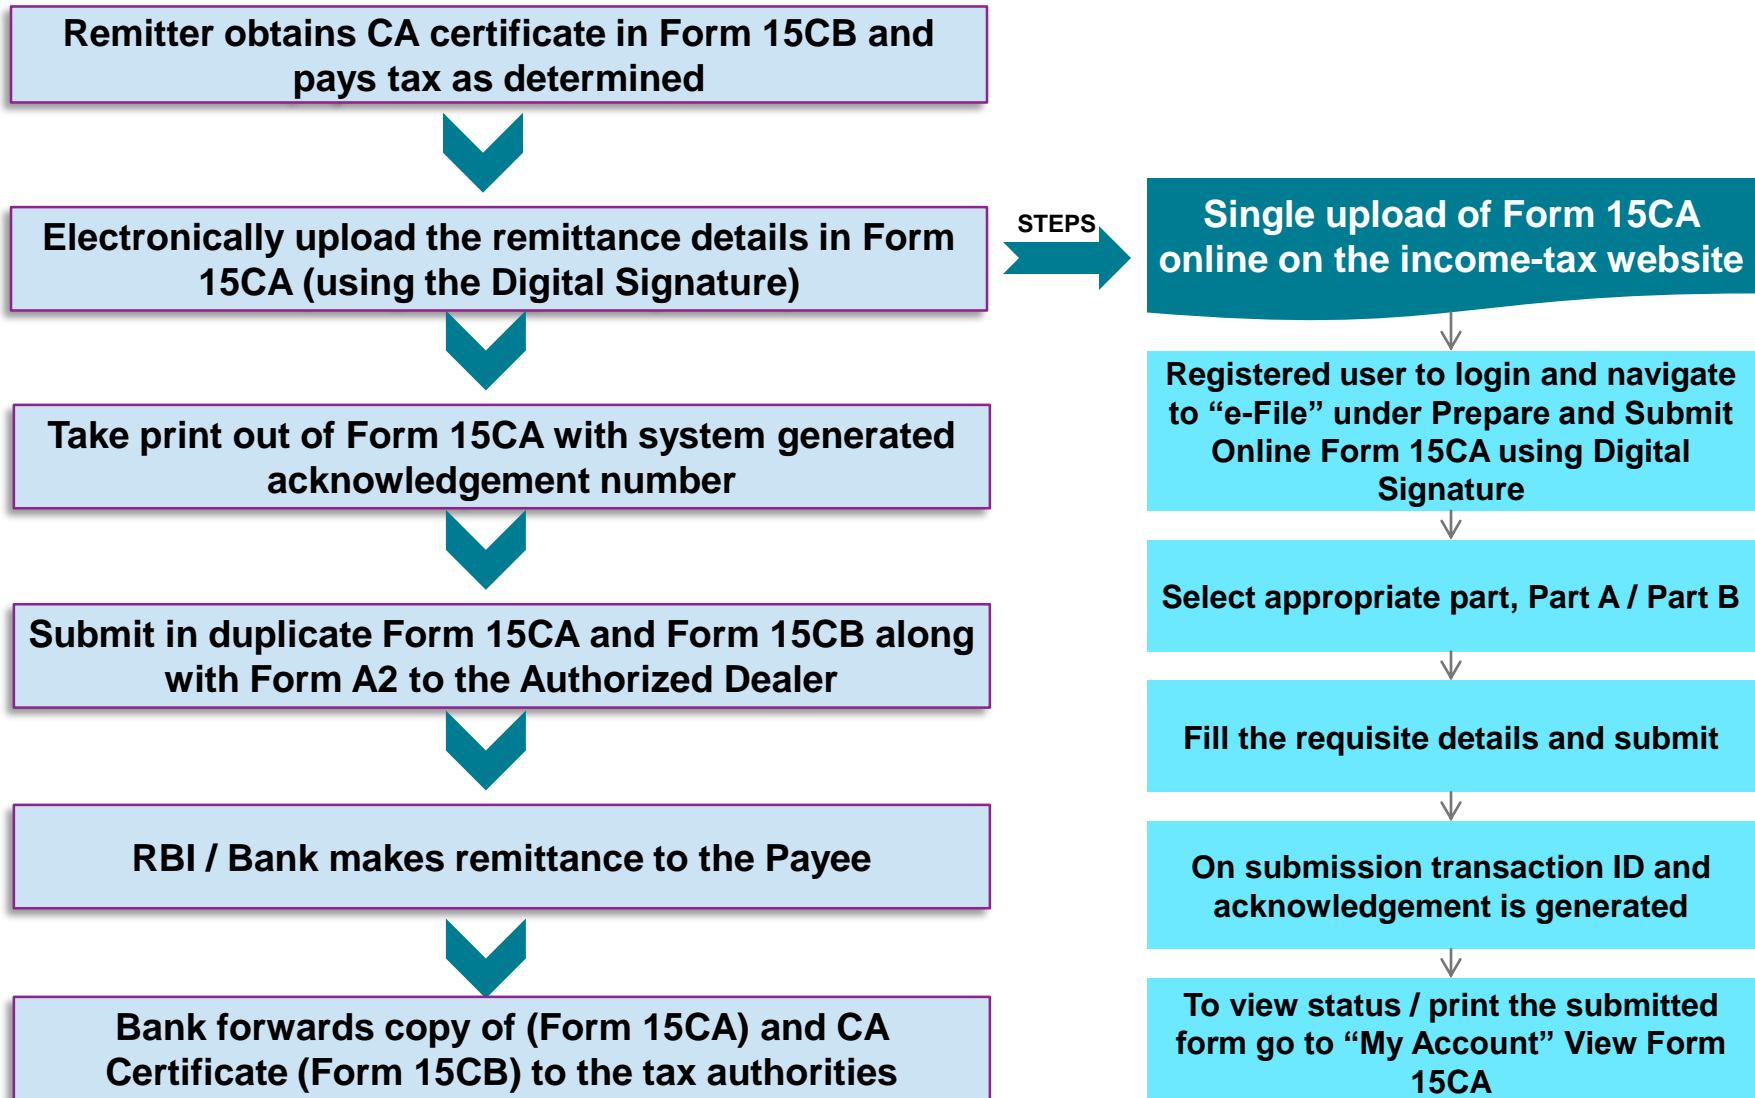 Remitter obtains CA certificate in Form 15CB and
pays tax as determined
Electronically upload the remittance details in Form
15CA (using the Digital Signature)
Take print out of Form 15CA with system generated
acknowledgement number
Submit in duplicate Form 15CA and Form 15CB along
with Form A2 to the Authorized Dealer
RBI / Bank makes remittance to the Payee
Bank forwards copy of (Form 15CA) and CA
Certificate (Form 15CB) to the tax authorities
STEPS
Single upload of Form 15CA
online on the income-tax website
Registered user to login and navigate
to “e-File” under Prepare and Submit
Online Form 15CA using Digital
Signature
Select appropriate part, Part A / Part B
Fill the requisite details and submit
On submission transaction ID and
acknowledgement is generated
To view status / print the submitted
form go to “My Account” View Form
15CA